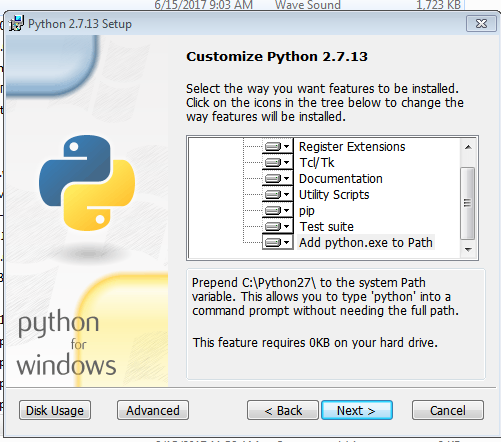 6/15/2017 9:03 AM Wave Sound 1,723 KB
Python 2.7.13 Setup
Customize Python 2.7.13
Select the way you want features to be installed.
Click on the icons in the tree below to change the
way features will be installed.
Register Extensions
Tcl/Tk
Documentation
Utility Scripts
pip
Test suite
Add python.exe to Path
Prepend C:\Python27\ to the system Path
variable. This allows you to type 'python' into a
command prompt without needing the full path.
This feature requires 0KB on your hard drive.
python
for
windows
Disk Usage Advanced < Back Next > Cancel